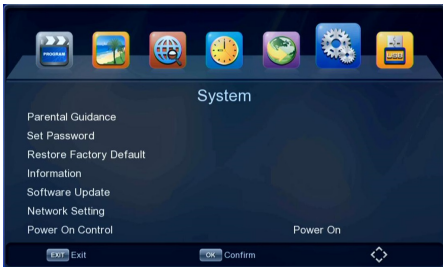 PROGRAM
USB
System
Parental Guidance
Set Password
Restore Factory Default
Information
Software Update
Network Setting
Power On Control Power On
EXIT Exit OK Confirm